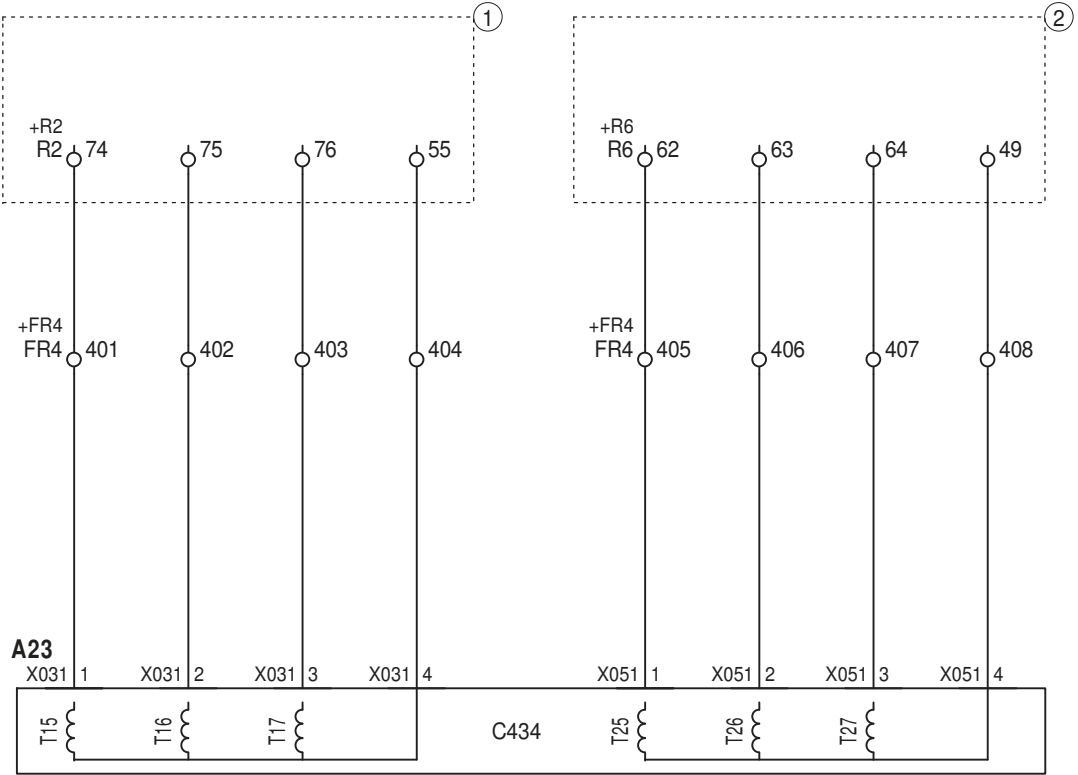 1 2
+R2 +R6
R2 74 75 76 55 R6 62 63 64 49
+FR4 +FR4
FR4 401 402 403 404 FR4 405 406 407 408
A23
X031 1 X031 2 X031 3 X031 4 X051 1 X051 2 X051 3 X051 4
T15 T16 T17 C434 T25 T26 T27